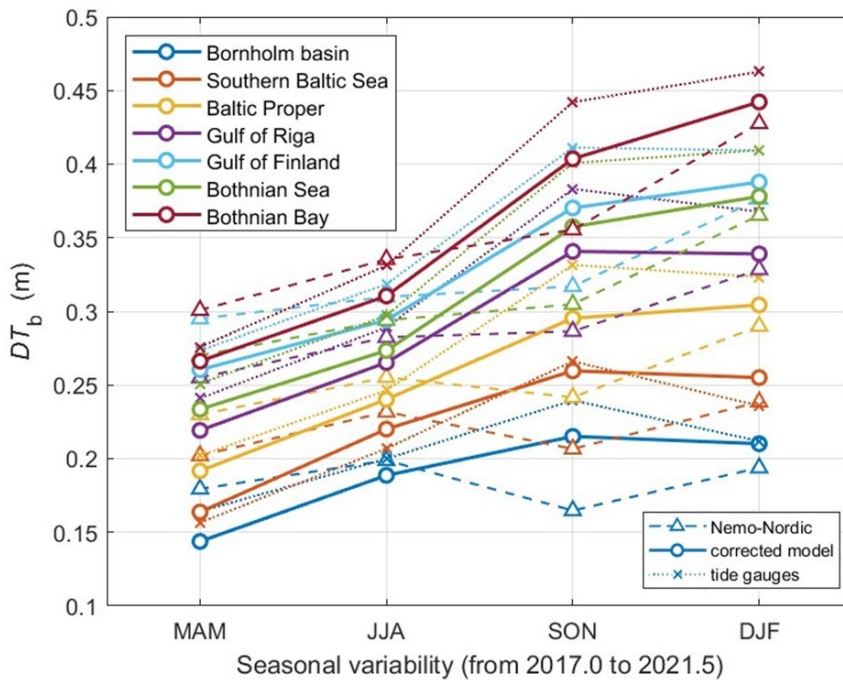 0.5
0.45
0.4
0.35
0.3
0.25
0.2
0.15
0.1
DTb (m)
Bornholm basin
Southern Baltic Sea
Baltic Proper
Gulf of Riga
Gulf of Finland
Bothnian Sea
Bothnian Bay
Nemo-Nordic
corrected model
tide gauges
MAM JJA SON DJF
Seasonal variability (from 2017.0 to 2021.5)